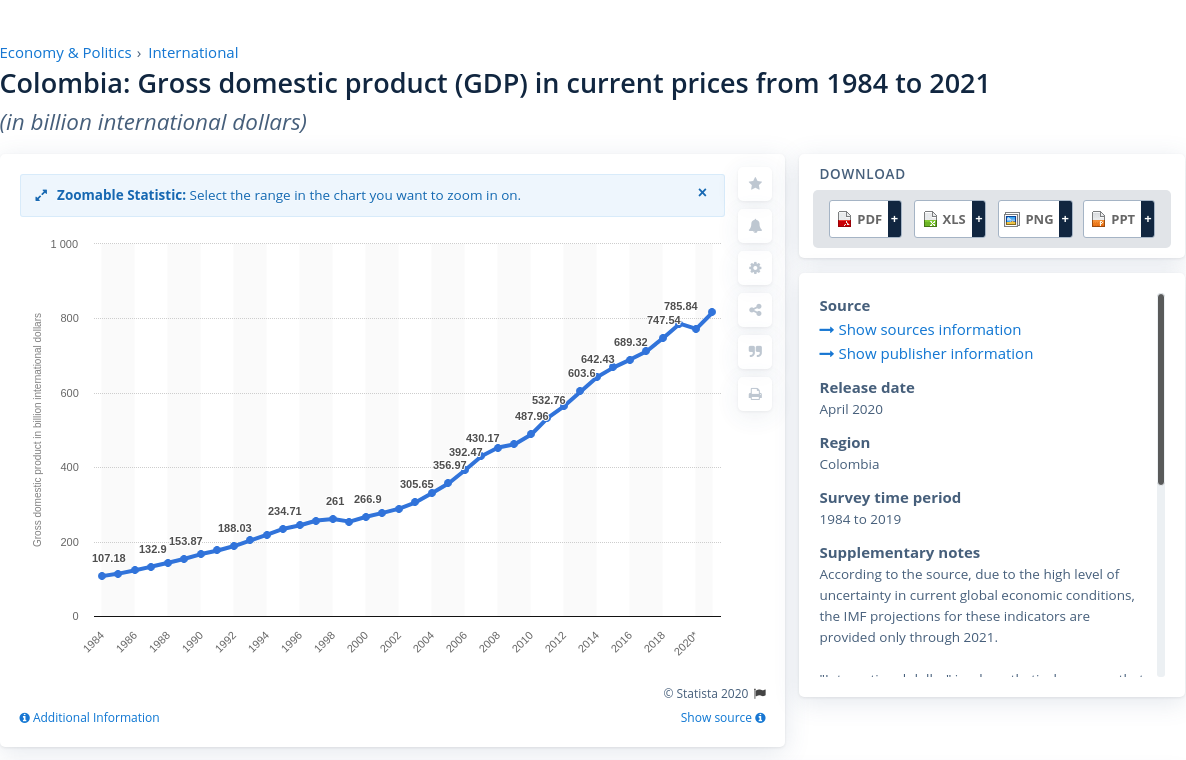 Economy & Politics › International
Colombia: Gross domestic product (GDP) in current prices from 1984 to 2021
(in billion international dollars)
Zoomable Statistic: Select the range in the chart you want to zoom in on.
×
Gross domestic product in billion international dollars
1 000
800
600
400
200
0
107.18
132.9
153.87
188.03
234.71
261
266.9
305.65
356.97
392.47
430.17
487.96
532.76
603.6
642.43
689.32
747.54
785.84
1984
1986
1988
1990
1992
1994
1996
1998
2000
2002
2004
2006
2008
2010
2012
2014
2016
2018
2020*
© Statista 2020
Additional Information
Show source
DOWNLOAD
PDF + XLS + PNG + PPT +
Source
Show sources information
Show publisher information
Release date
April 2020
Region
Colombia
Survey time period
1984 to 2019
Supplementary notes
According to the source, due to the high level of
uncertainty in current global economic conditions,
the IMF projections for these indicators are
provided only through 2021.